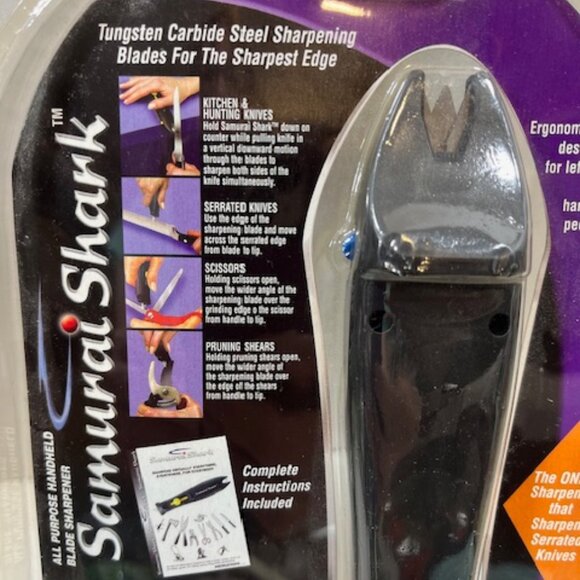 Tungsten Carbide Steel Sharpening
Blades For The Sharpest Edge
KITCHEN &
HUNTING KNIVES
Hold Samurai Shark™ down on
counter while pulling knife in
a vertical downward motion
through the blades to
sharpen both sides of the
knife simultaneously.
SERRATED KNIVES
Use the edge of the
sharpening blade and move
across the serrated edge
from blade to tip.
SCISSORS
Holding scissors open,
move the wider angle of the
sharpening blade over the
grinding edge o the scissor
from handle to tip.
PRUNING SHEARS
Holding pruning shears open,
move the wider angle of
the sharpening blade over
the edge of the shears
from handle to tip.
ALL PURPOSE HANDHELD
BLADE SHARPENER
Samurai Shark™
Samurai Shark
Complete
Instructions
Included
Ergonom
des
for lef
han
pe
The ON
Sharpen
that
Sharpen
Serrated
Knives